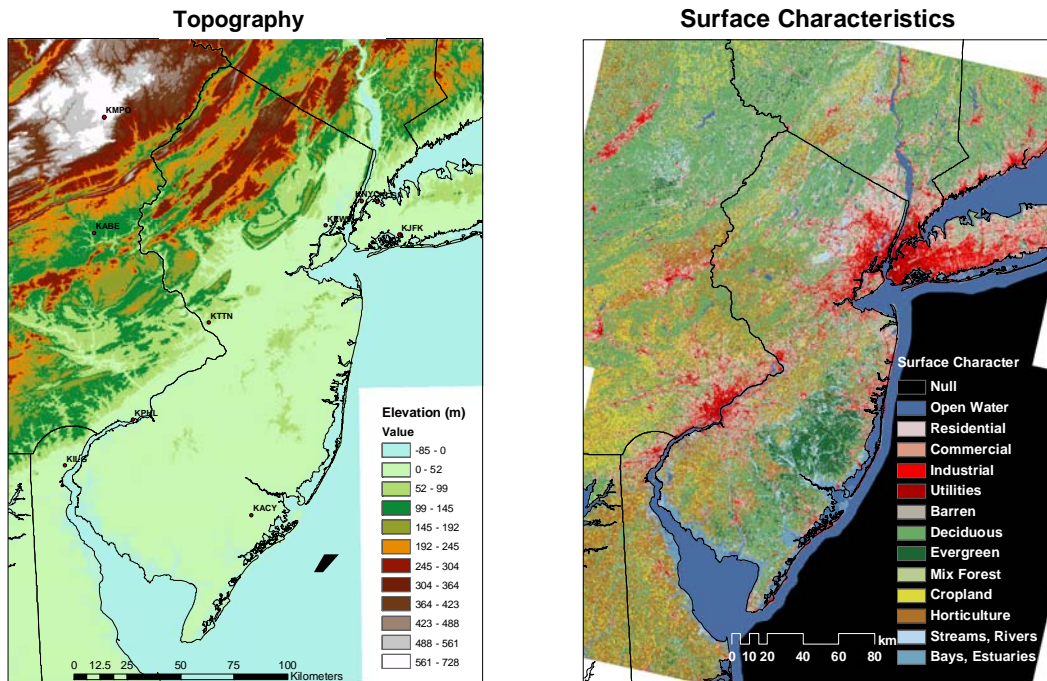 Topography
Surface Characteristics
KMPO
KABE
KJFK
KTTN
KPHL
KACY
Elevation (m)
Value
-85 - 0
0 - 52
52 - 99
99 - 145
145 - 192
192 - 245
245 - 304
304 - 364
364 - 423
423 - 488
488 - 561
561 - 728
0 12.5 25 50 75 100
Kilometers
Surface Character
Null
Open Water
Residential
Commercial
Industrial
Utilities
Barren
Deciduous
Evergreen
Mix Forest
Cropland
Horticulture
Streams, Rivers
Bays, Estuaries
km
0 10 20 40 60 80